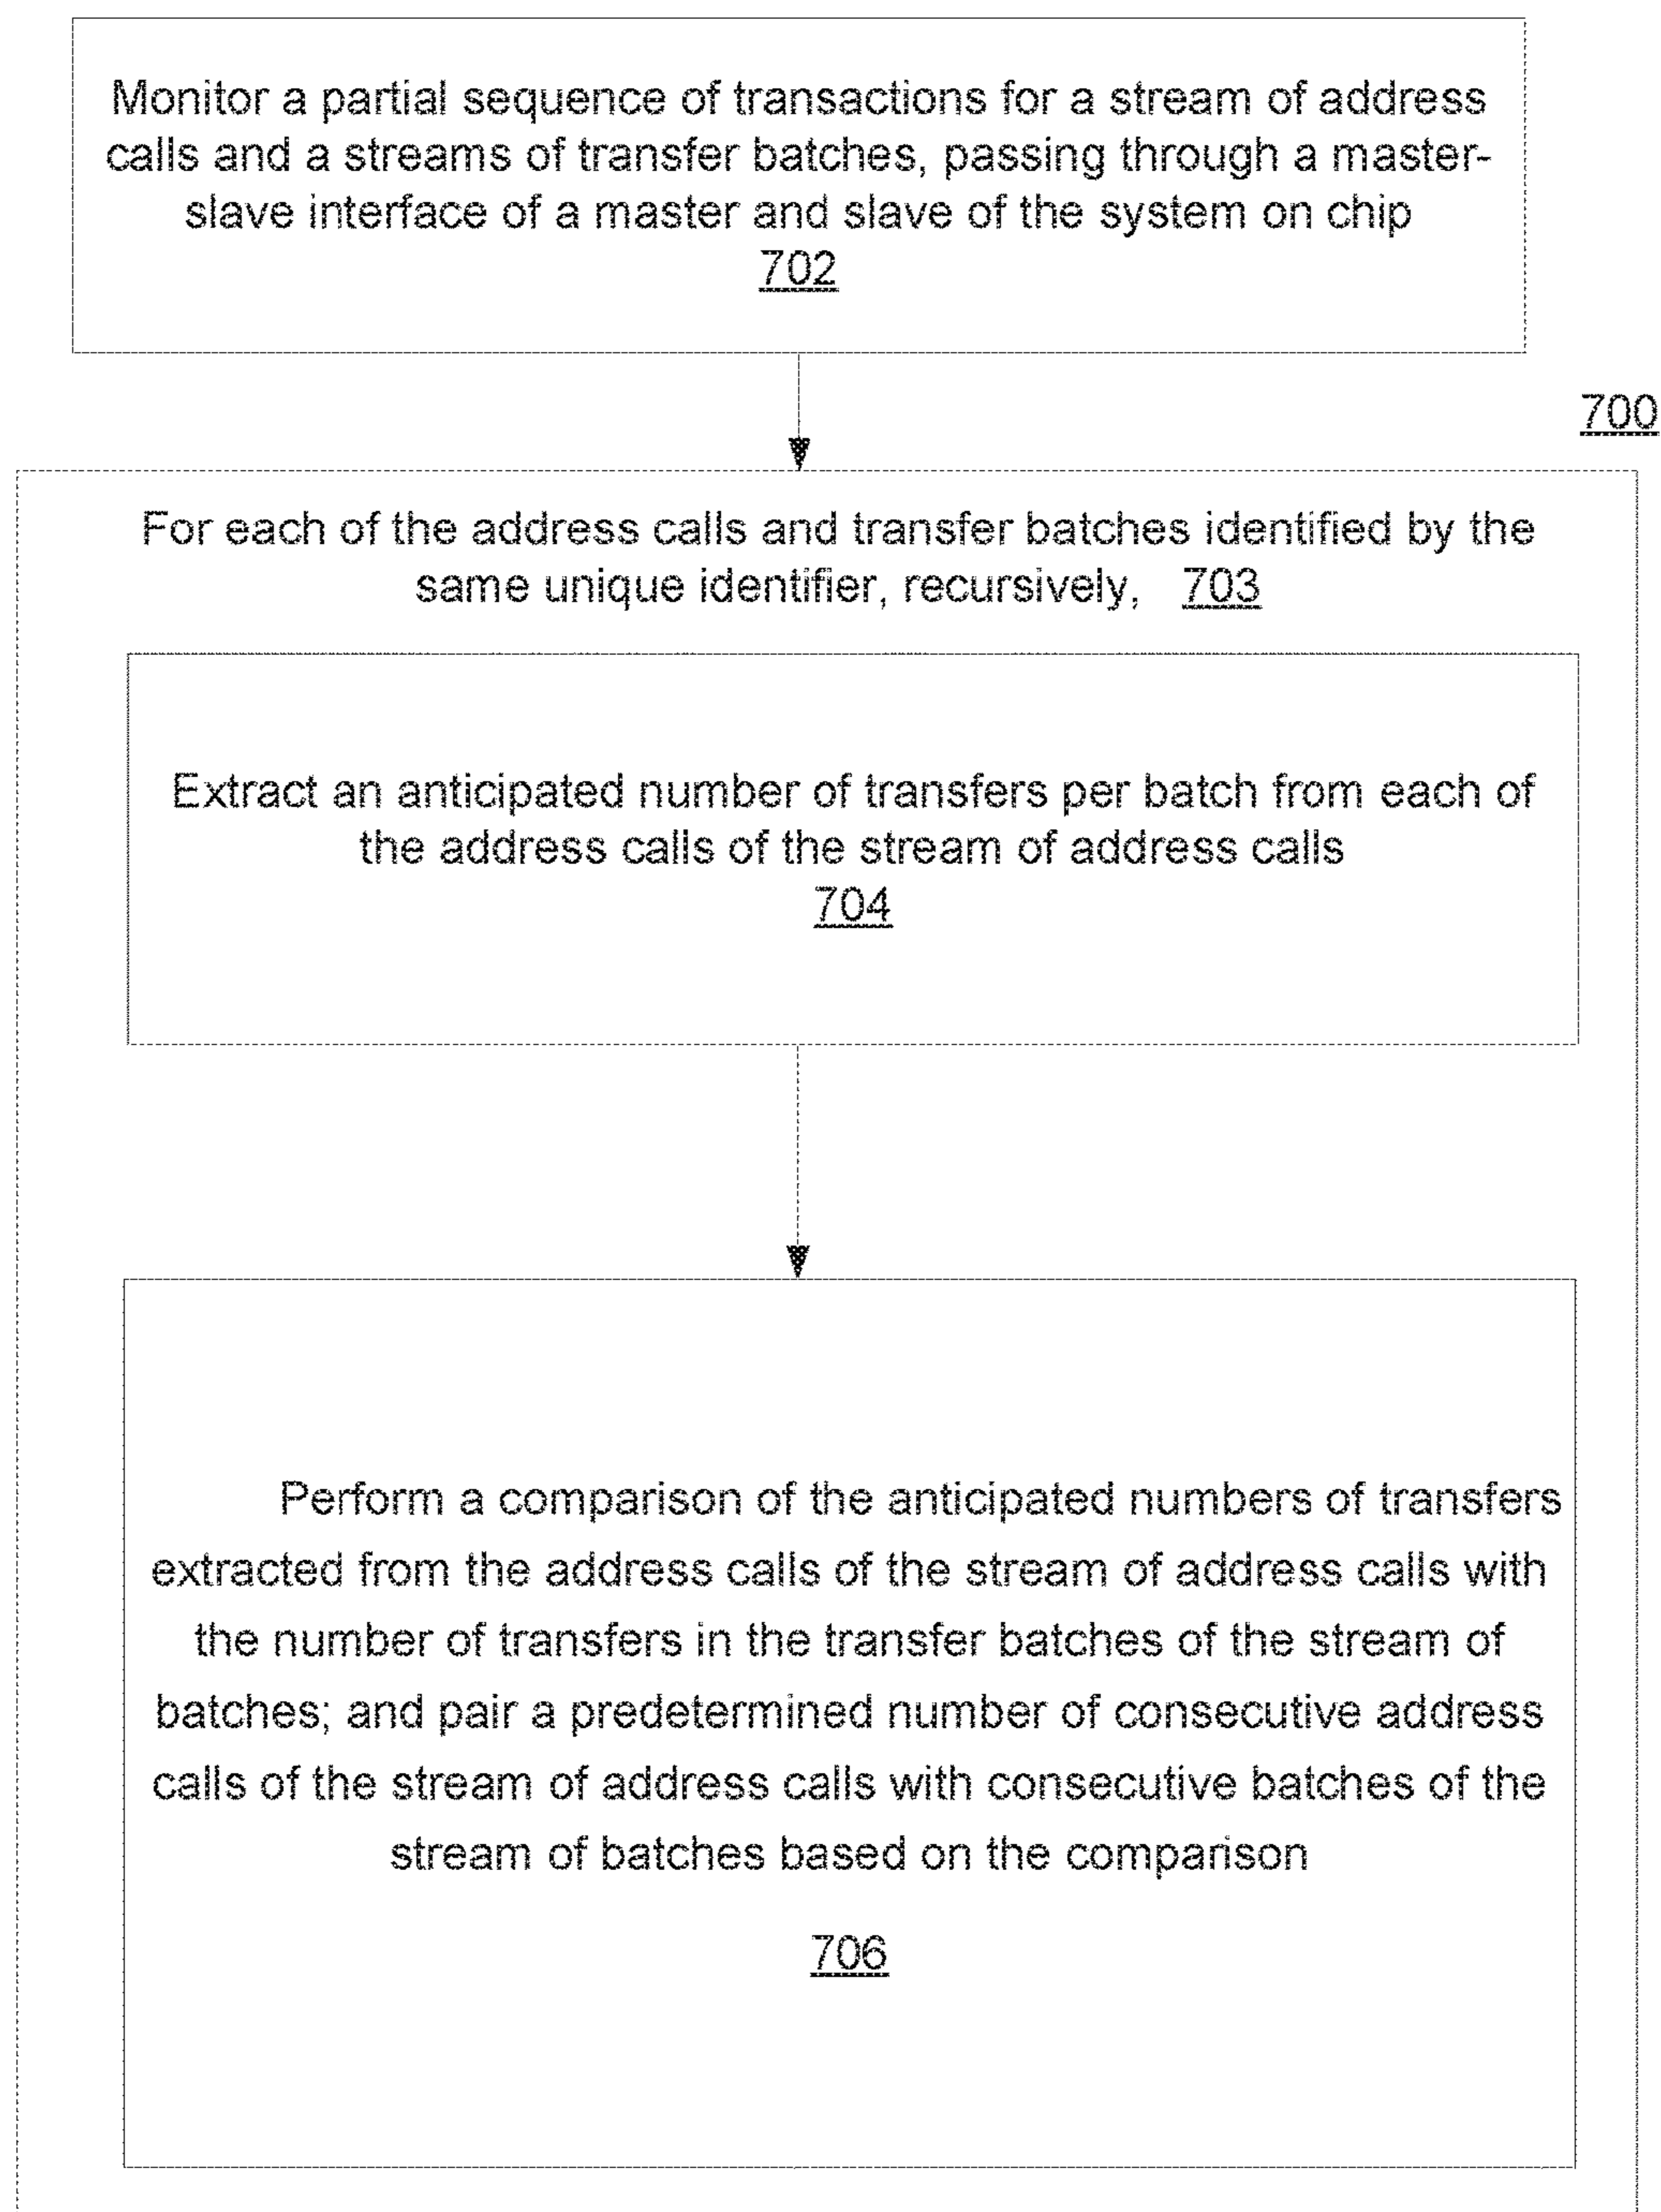 Monitor a partial sequence of transactions for a stream of address
calls and a streams of transfer batches, passing through a master-
slave interface of a master and slave of the system on chip
702
700
For each of the address calls and transfer batches identified by the
same unique identifier, recursively, 703
Extract an anticipated number of transfers per batch from each of
the address calls of the stream of address calls
704
Perform a comparison of the anticipated numbers of transfers
extracted from the address calls of the stream of address calls with
the number of transfers in the transfer batches of the stream of
batches; and pair a predetermined number of consecutive address
calls of the stream of address calls with consecutive batches of the
stream of batches based on the comparison
706